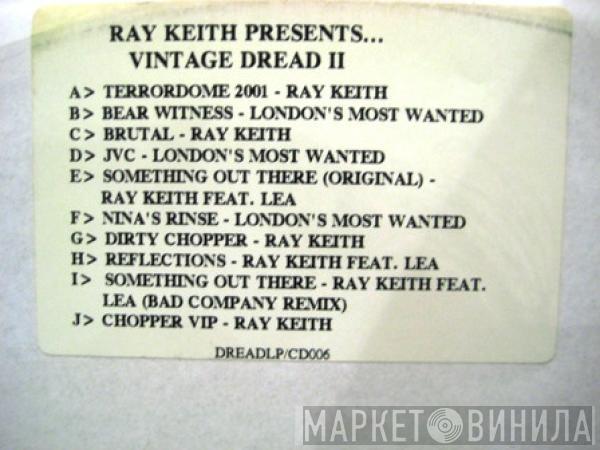 RAY KEITH PRESENTS...
VINTAGE DREAD II
A> TERRORDOME 2001 - RAY KEITH
B> BEAR WITNESS - LONDON'S MOST WANTED
C> BRUTAL - RAY KEITH
D> JVC - LONDON'S MOST WANTED
E> SOMETHING OUT THERE (ORIGINAL) -
RAY KEITH FEAT. LEA
F> NINA'S RINSE - LONDON'S MOST WANTED
G> DIRTY CHOPPER - RAY KEITH
H> REFLECTIONS - RAY KEITH FEAT. LEA
I> SOMETHING OUT THERE - RAY KEITH FEAT.
LEA (BAD COMPANY REMIX)
J> CHOPPER VIP - RAY KEITH
DREADLP/CD006
МАРКЕТ ВИНИЛА